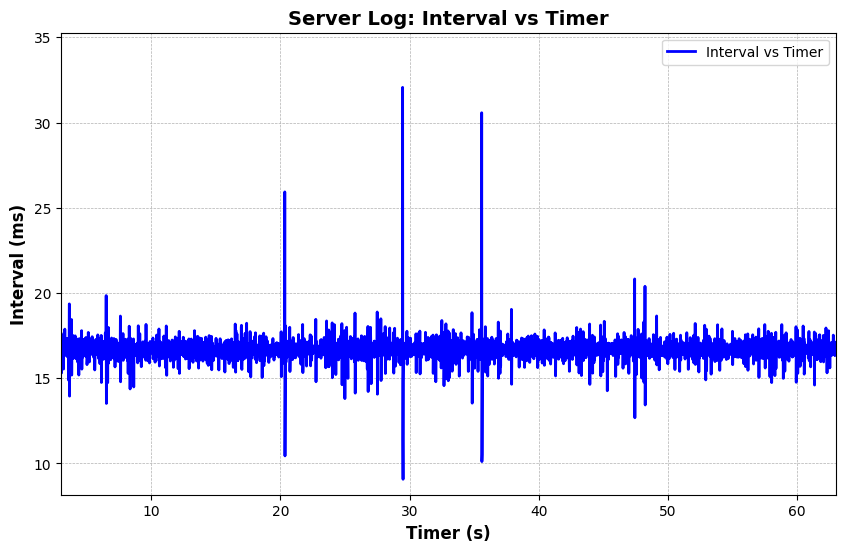 Server Log: Interval vs Timer
Interval vs Timer
35
30
25
20
15
10
Interval (ms)
10 20 30 40 50 60
Timer (s)